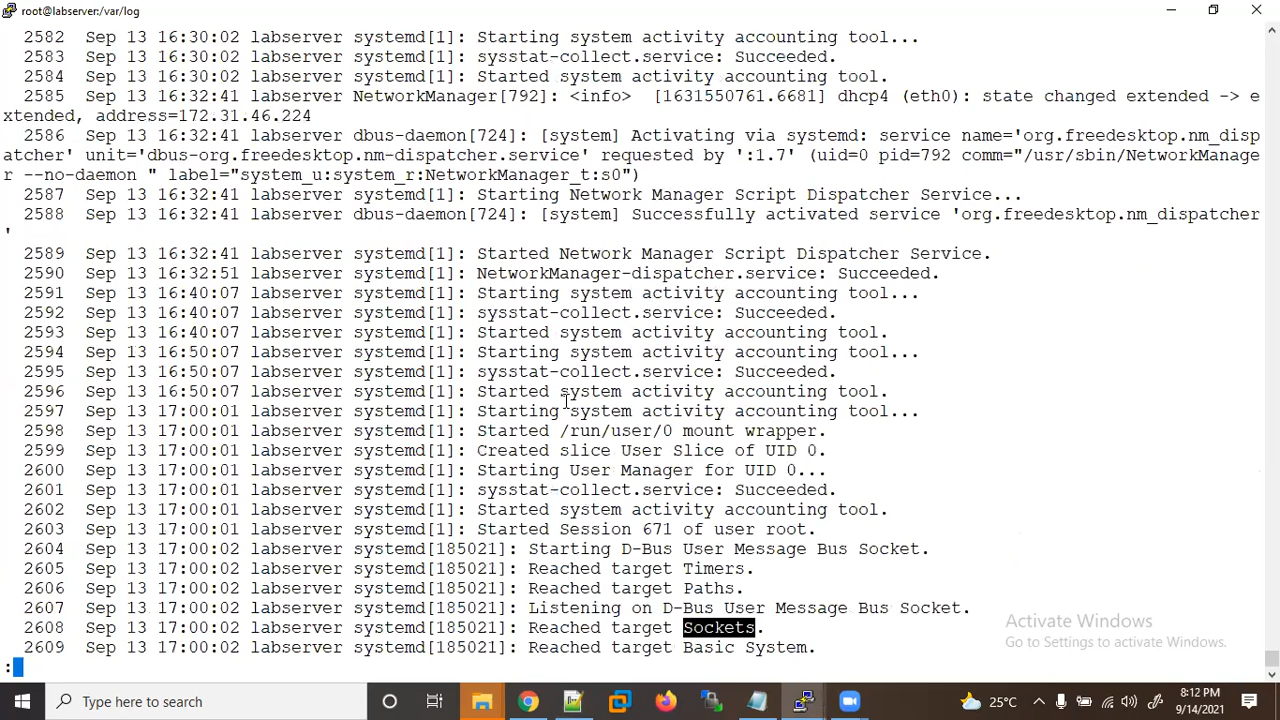 root@labserver:/var/log
2582 Sep 13 16:30:02 labserver systemd[1]: Starting system activity accounting tool...
2583 Sep 13 16:30:02 labserver systemd[1]: sysstat-collect.service: Succeeded.
2584 Sep 13 16:30:02 labserver systemd[1]: Started system activity accounting tool.
2585 Sep 13 16:32:41 labserver NetworkManager[792]: <info> [1631550761.6681] dhcp4 (eth0): state changed extended -> e
xtended, address=172.31.46.224
2586 Sep 13 16:32:41 labserver dbus-daemon[724]: [system] Activating via systemd: service name='org.freedesktop.nm_disp
atcher' unit='dbus-org.freedesktop.nm-dispatcher.service' requested by ':1.7' (uid=0 pid=792 comm="/usr/sbin/NetworkManage
r --no-daemon " label="system_u:system_r:NetworkManager_t:s0")
2587 Sep 13 16:32:41 labserver systemd[1]: Starting Network Manager Script Dispatcher Service...
2588 Sep 13 16:32:41 labserver dbus-daemon[724]: [system] Successfully activated service 'org.freedesktop.nm_dispatcher
'
2589 Sep 13 16:32:41 labserver systemd[1]: Started Network Manager Script Dispatcher Service.
2590 Sep 13 16:32:51 labserver systemd[1]: NetworkManager-dispatcher.service: Succeeded.
2591 Sep 13 16:40:07 labserver systemd[1]: Starting system activity accounting tool...
2592 Sep 13 16:40:07 labserver systemd[1]: sysstat-collect.service: Succeeded.
2593 Sep 13 16:40:07 labserver systemd[1]: Started system activity accounting tool.
2594 Sep 13 16:50:07 labserver systemd[1]: Starting system activity accounting tool...
2595 Sep 13 16:50:07 labserver systemd[1]: sysstat-collect.service: Succeeded.
2596 Sep 13 16:50:07 labserver systemd[1]: Started system activity accounting tool.
2597 Sep 13 17:00:01 labserver systemd[1]: Starting system activity accounting tool...
2598 Sep 13 17:00:01 labserver systemd[1]: Started /run/user/0 mount wrapper.
2599 Sep 13 17:00:01 labserver systemd[1]: Created slice User Slice of UID 0.
2600 Sep 13 17:00:01 labserver systemd[1]: Starting User Manager for UID 0...
2601 Sep 13 17:00:01 labserver systemd[1]: sysstat-collect.service: Succeeded.
2602 Sep 13 17:00:01 labserver systemd[1]: Started system activity accounting tool.
2603 Sep 13 17:00:01 labserver systemd[1]: Started Session 671 of user root.
2604 Sep 13 17:00:02 labserver systemd[185021]: Starting D-Bus User Message Bus Socket.
2605 Sep 13 17:00:02 labserver systemd[185021]: Reached target Timers.
2606 Sep 13 17:00:02 labserver systemd[185021]: Reached target Paths.
2607 Sep 13 17:00:02 labserver systemd[185021]: Listening on D-Bus User Message Bus Socket.
2608 Sep 13 17:00:02 labserver systemd[185021]: Reached target Sockets.
2609 Sep 13 17:00:02 labserver systemd[185021]: Reached target Basic System.
:
Activate Windows
Go to Settings to activate Windows.
Type here to search
25°C
8:12 PM
9/14/2021